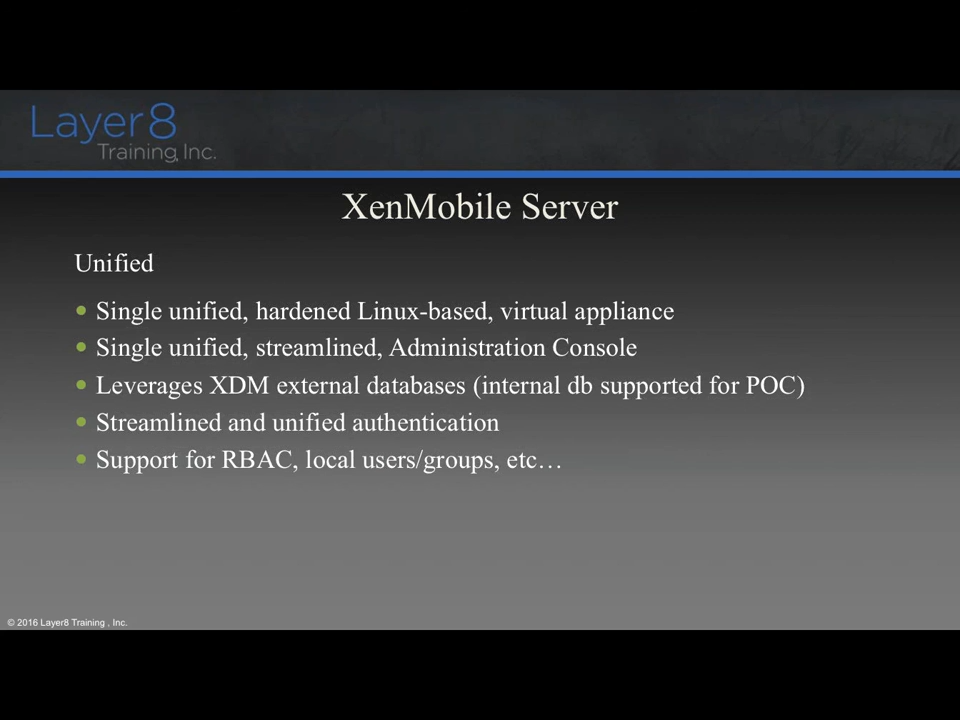 Layer8
Training, Inc.
XenMobile Server
Unified
• Single unified, hardened Linux-based, virtual appliance
• Single unified, streamlined, Administration Console
• Leverages XDM external databases (internal db supported for POC)
• Streamlined and unified authentication
• Support for RBAC, local users/groups, etc…
© 2016 Layer8 Training , Inc.